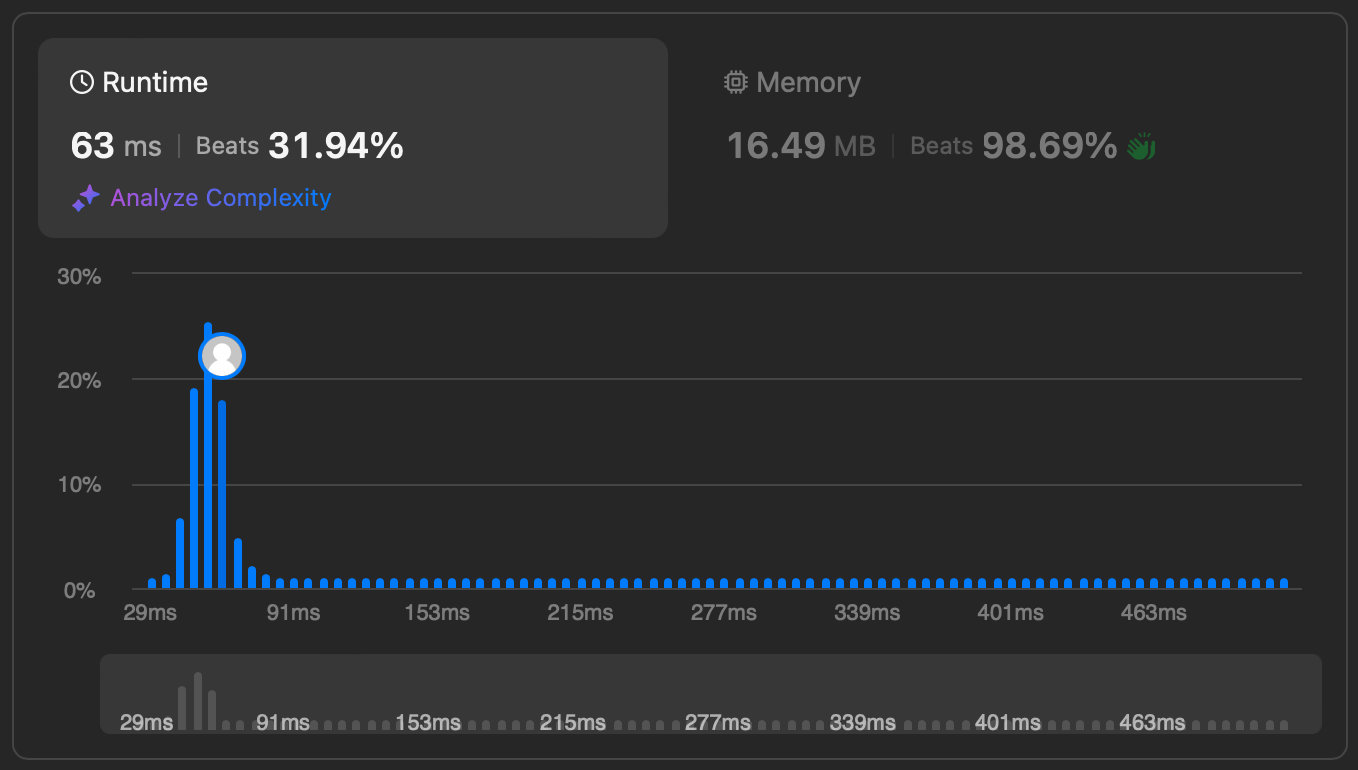 Runtime
63 ms | Beats 31.94%
Analyze Complexity
Memory
16.49 MB | Beats 98.69%
30%
20%
10%
0%
29ms 91ms 153ms 215ms 277ms 339ms 401ms 463ms
29ms 91ms 153ms 215ms 277ms 339ms 401ms 463ms